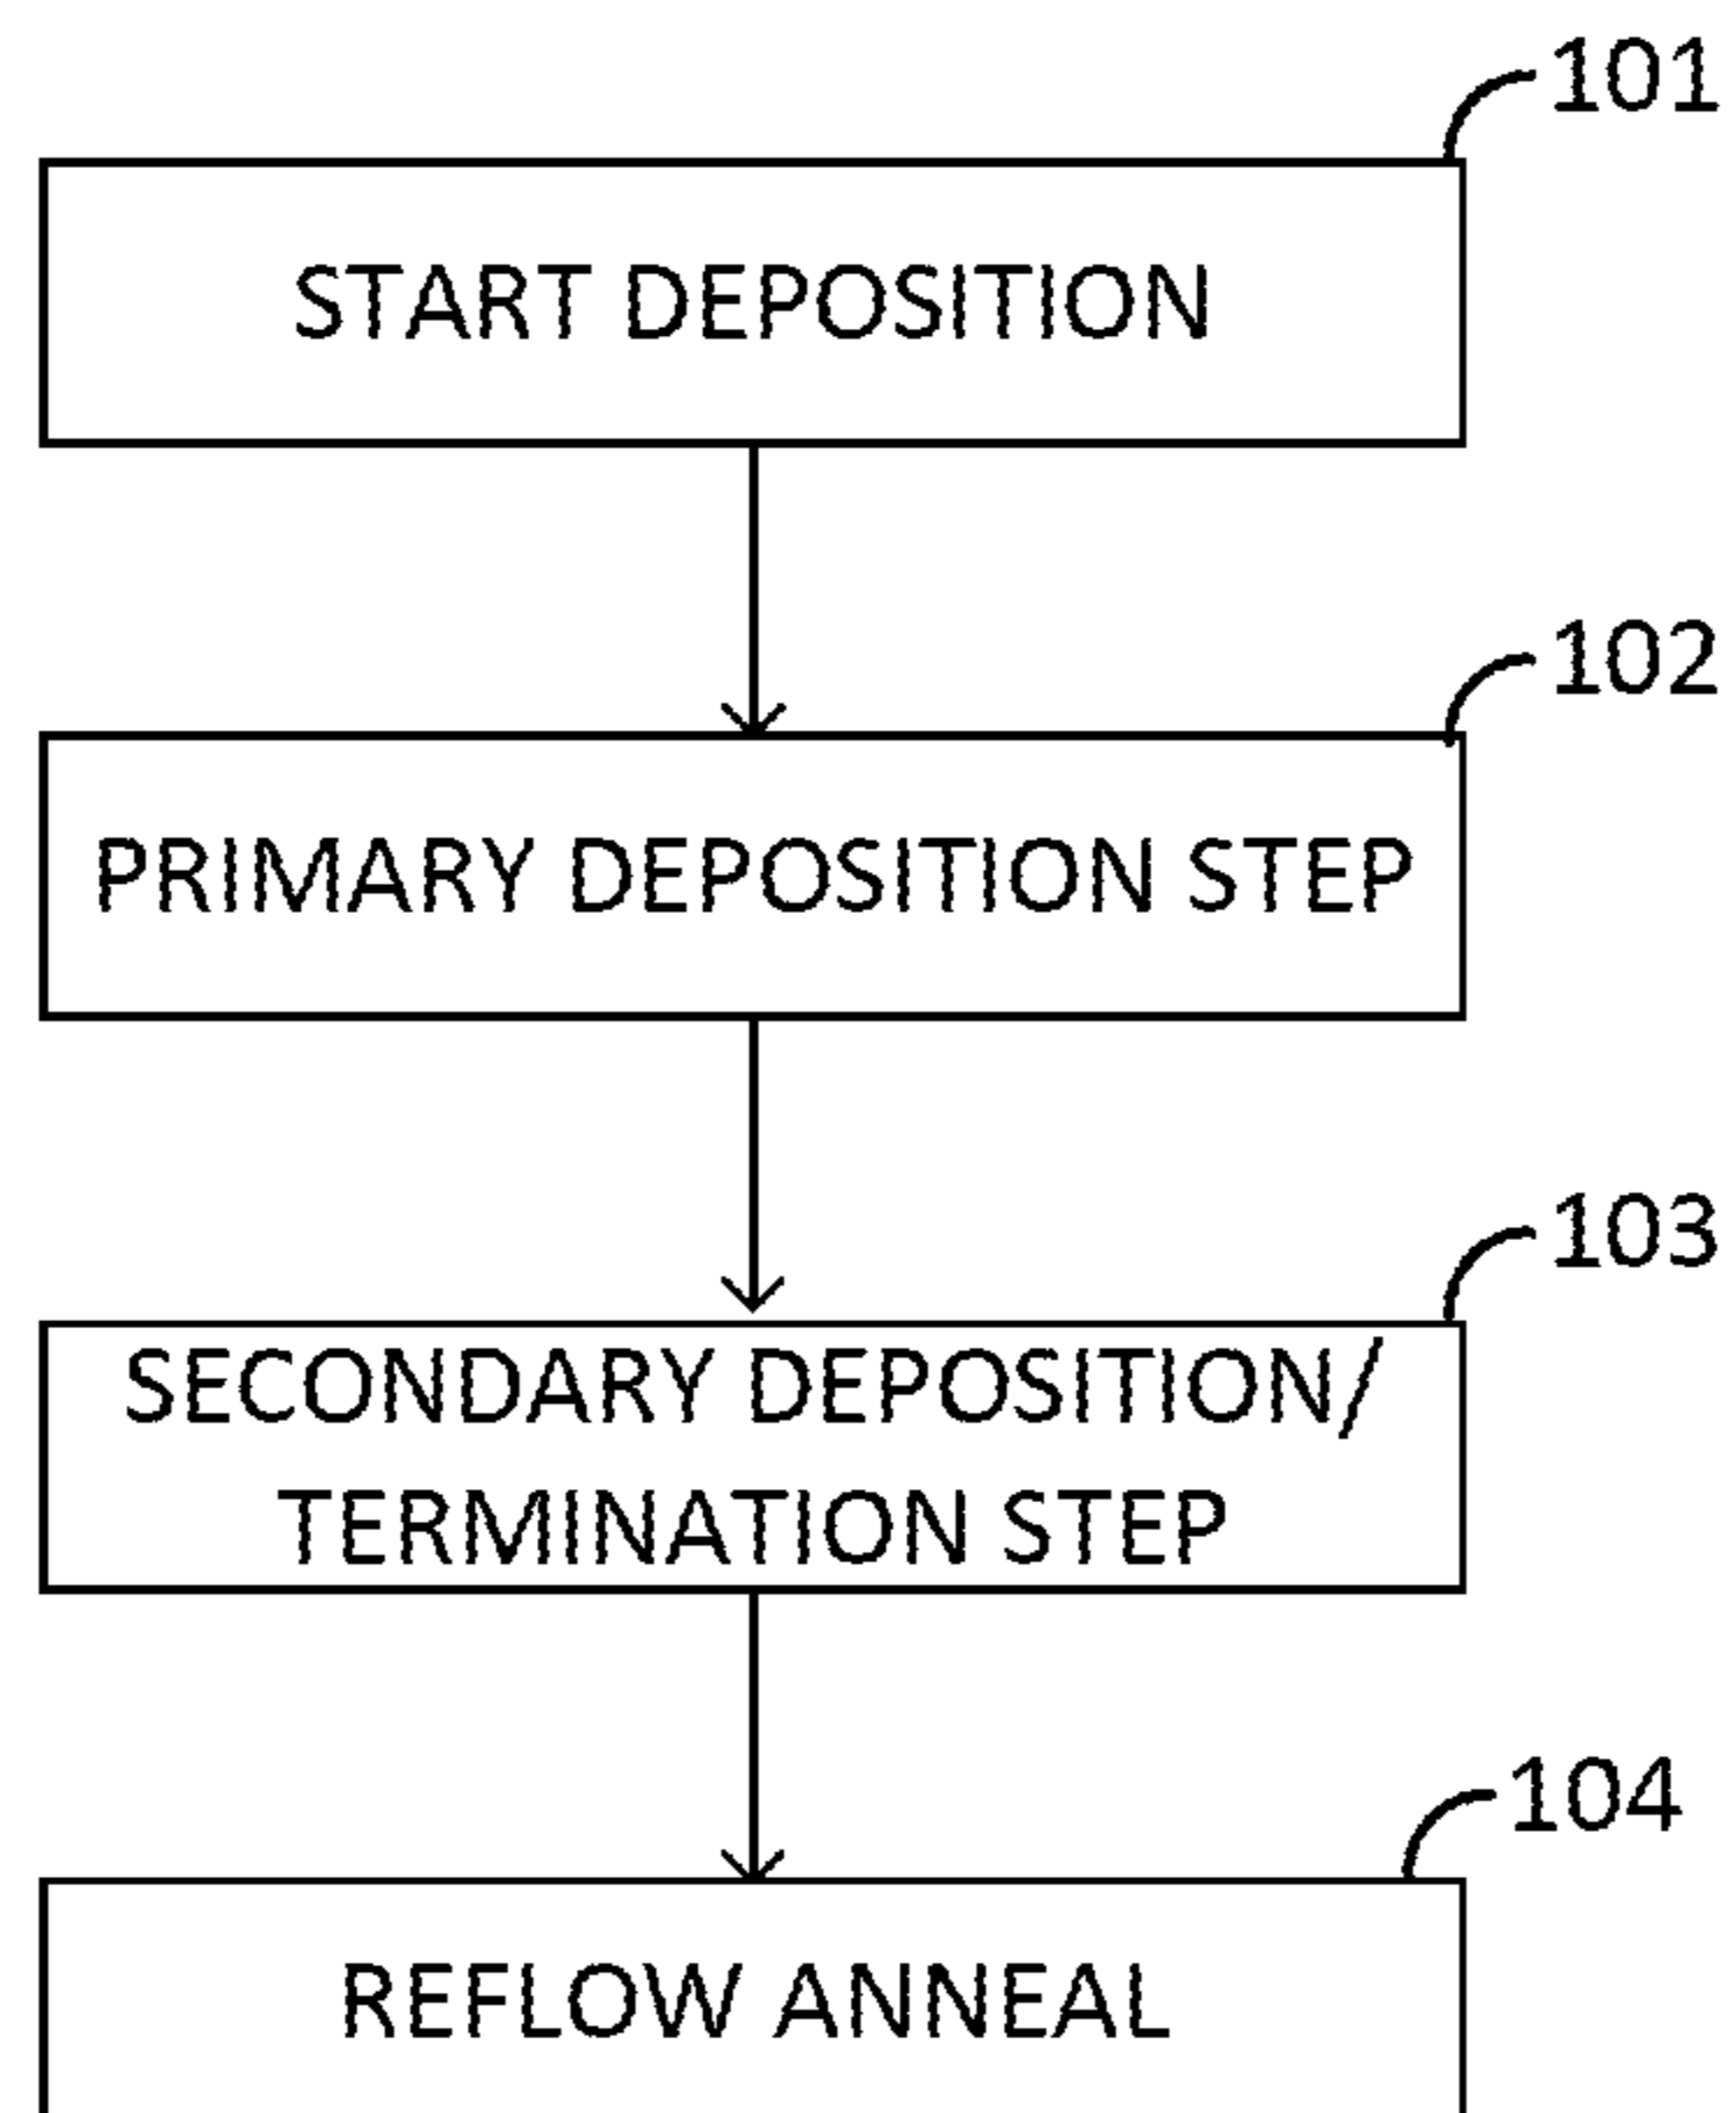 101
START DEPOSITION
102
PRIMARY DEPOSITION STEP
103
SECONDARY DEPOSITION/
TERMINATION STEP
104
REFLOW ANNEAL